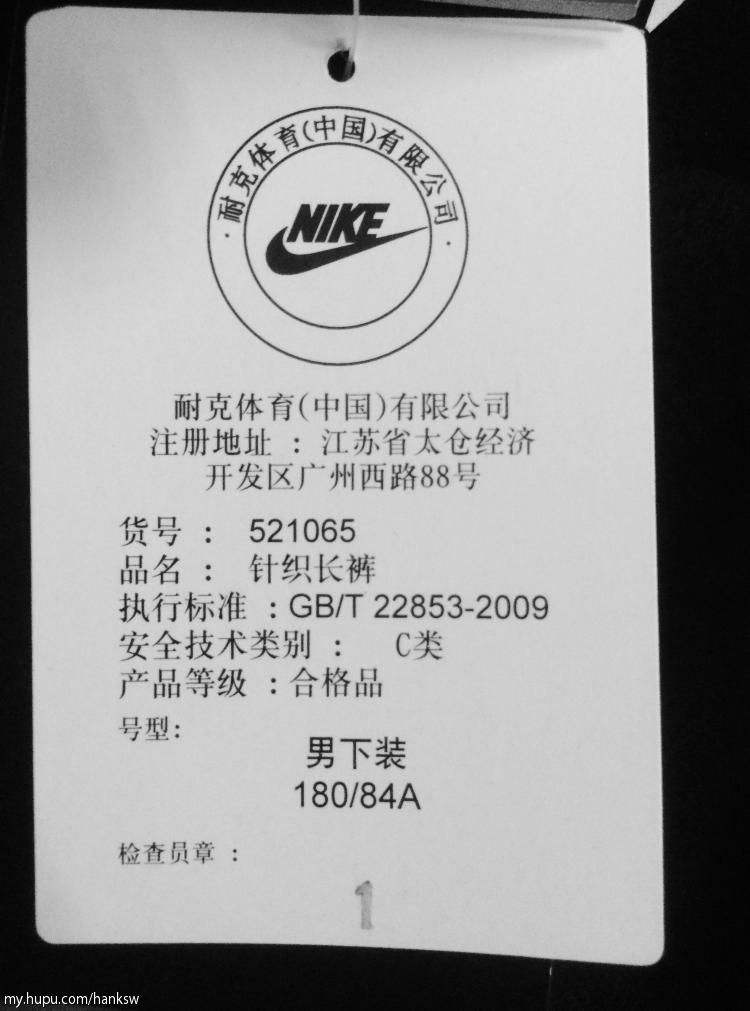 耐克体育(中国)有限公司
NIKE
耐克体育(中国)有限公司
注册地址 : 江苏省太仓经济
开发区广州西路88号
货号 : 521065
品名 : 针织长裤
执行标准 : GB/T 22853-2009
安全技术类别 : C类
产品等级 : 合格品
号型:
男下装
180/84A
检查员章 :
1
my.hupu.com/hanksw